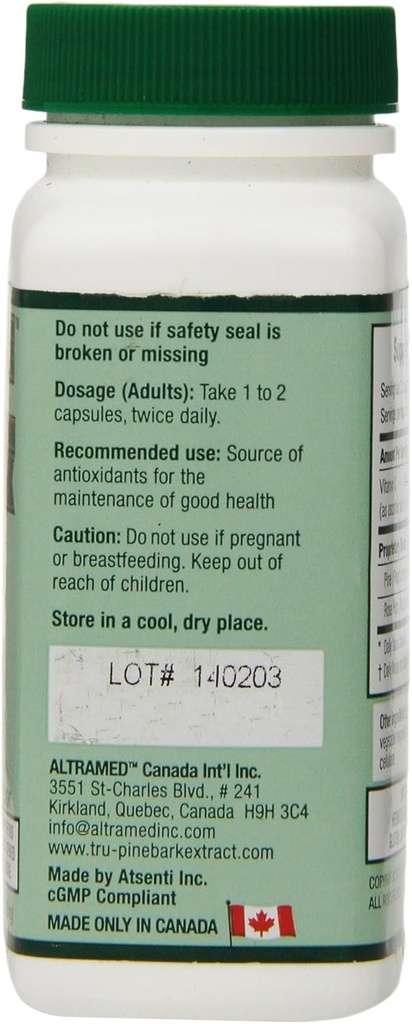 Do not use if safety seal is
broken or missing
Dosage (Adults): Take 1 to 2
capsules, twice daily.
Recommended use: Source of
antioxidants for the
maintenance of good health
Caution: Do not use if pregnant
or breastfeeding. Keep out of
reach of children.
Store in a cool, dry place.
LOT# 140203
ALTRAMED™ Canada Int'l Inc.
3551 St-Charles Blvd., # 241
Kirkland, Quebec, Canada H9H 3C4
info@altramedinc.com
www.tru-pinebarkextract.com
Made by Atsenti Inc.
cGMP Compliant
MADE ONLY IN CANADA